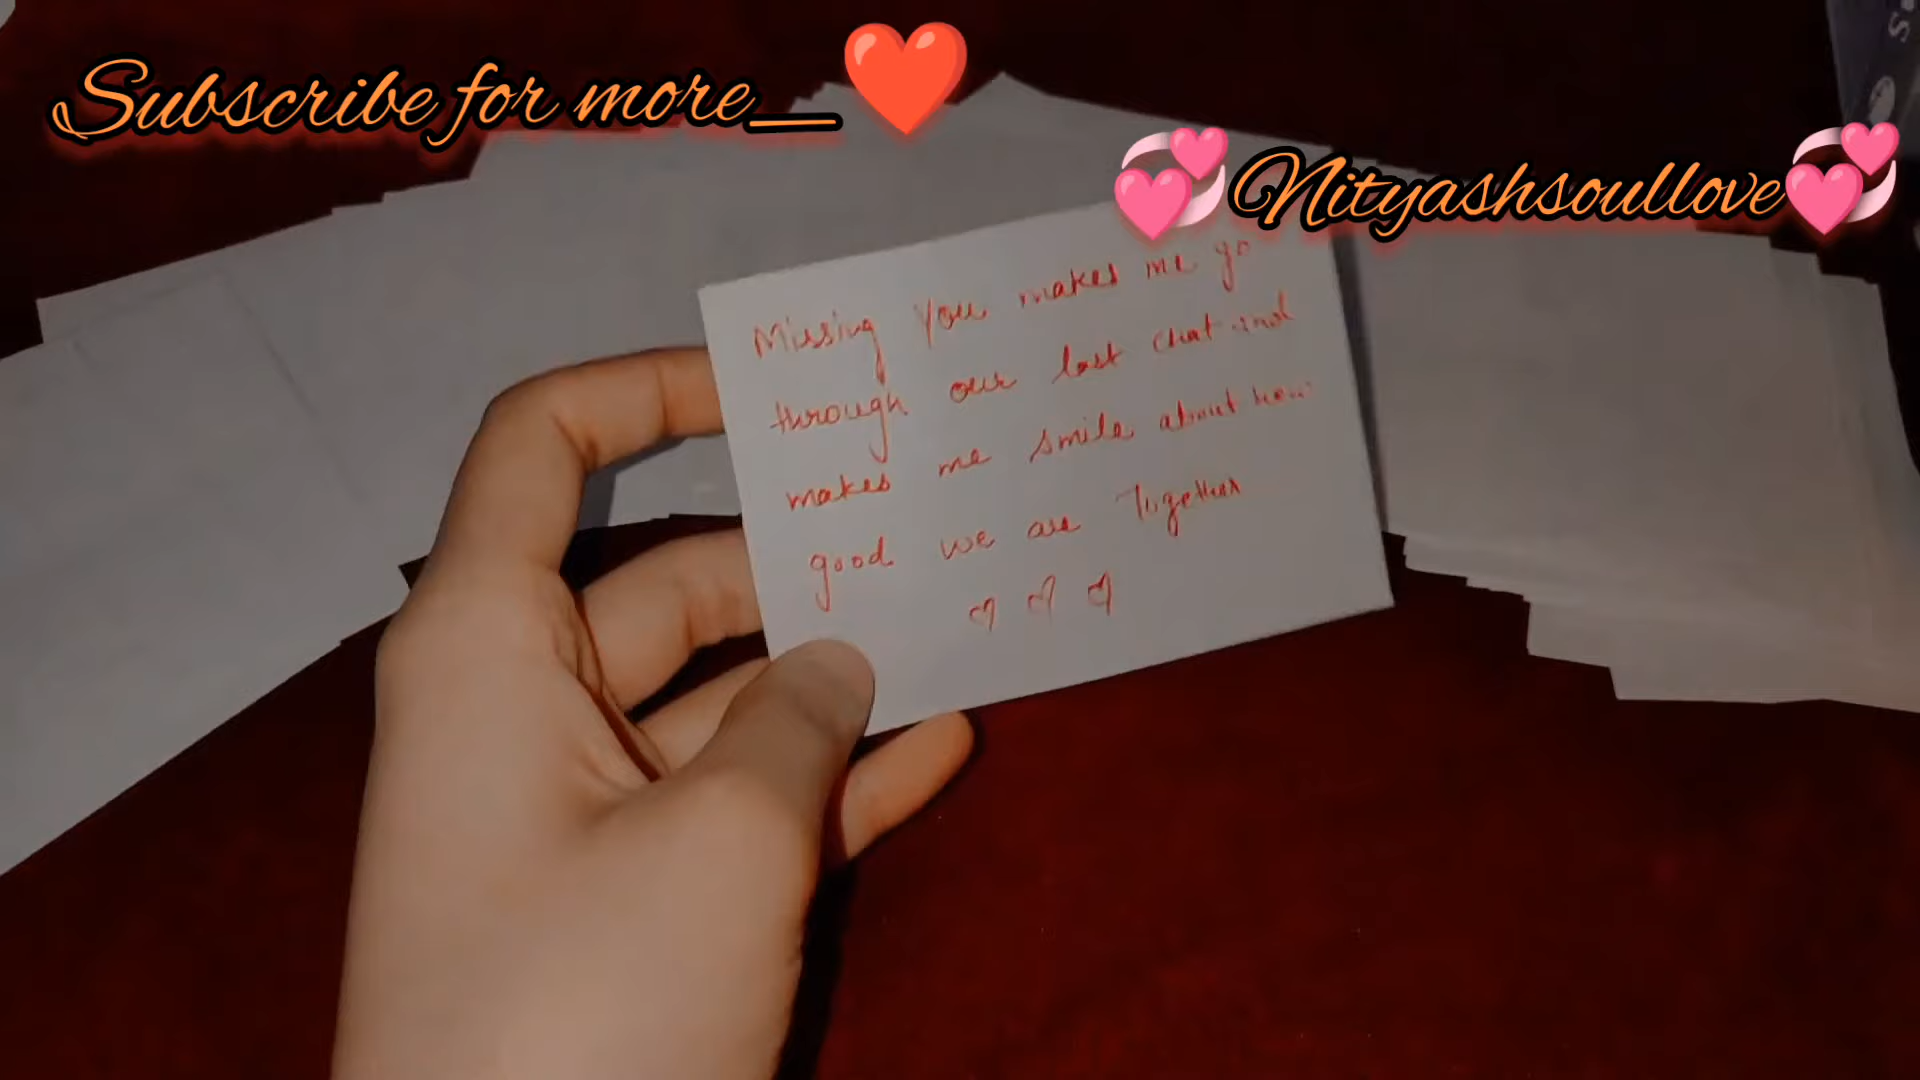 Subscribe for more__ ❤️
💞Nityashsoullove💞
Missing you makes me go
through our last chat and
makes me smile about how
good we are Together
♡ ♡ ♡